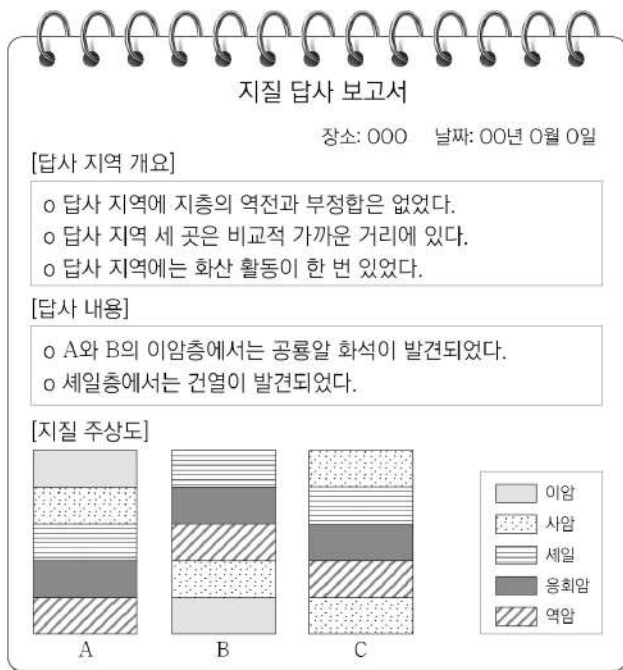 지질 답사 보고서
장소: OOO 날짜: OO년 O월 O일
[답사 지역 개요]
o 답사 지역에 지층의 역전과 부정합은 없었다.
o 답사 지역 세 곳은 비교적 가까운 거리에 있다.
o 답사 지역에는 화산 활동이 한 번 있었다.
[답사 내용]
o A와 B의 이암층에서는 공룡알 화석이 발견되었다.
o 셰일층에서는 건열이 발견되었다.
[지질 주상도]
이암
사암
셰일
응회암
역암
A B C